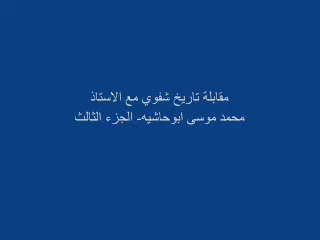 مقابلة تاريخ شفوي مع الاستاذ
محمد موسى ابوحاشيه- الجزء الثالث